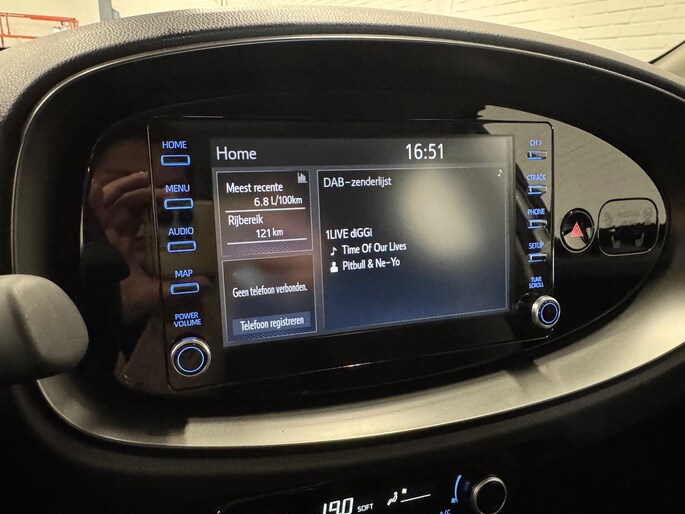 HOME
MENU
AUDIO
MAP
POWER
VOLUME
Home
16:51
Meest recente
6.8 L/100km
Rijbereik
121 km
Geen telefoon verbonden.
Telefoon registreren
DAB-zenderlijst
1LIVE diGGi
Time Of Our Lives
Pitbull & Ne-Yo
CH >
<TRACK
PHONE
SETUP
TUNE
SCROLL
19.0 SOFT
A/C